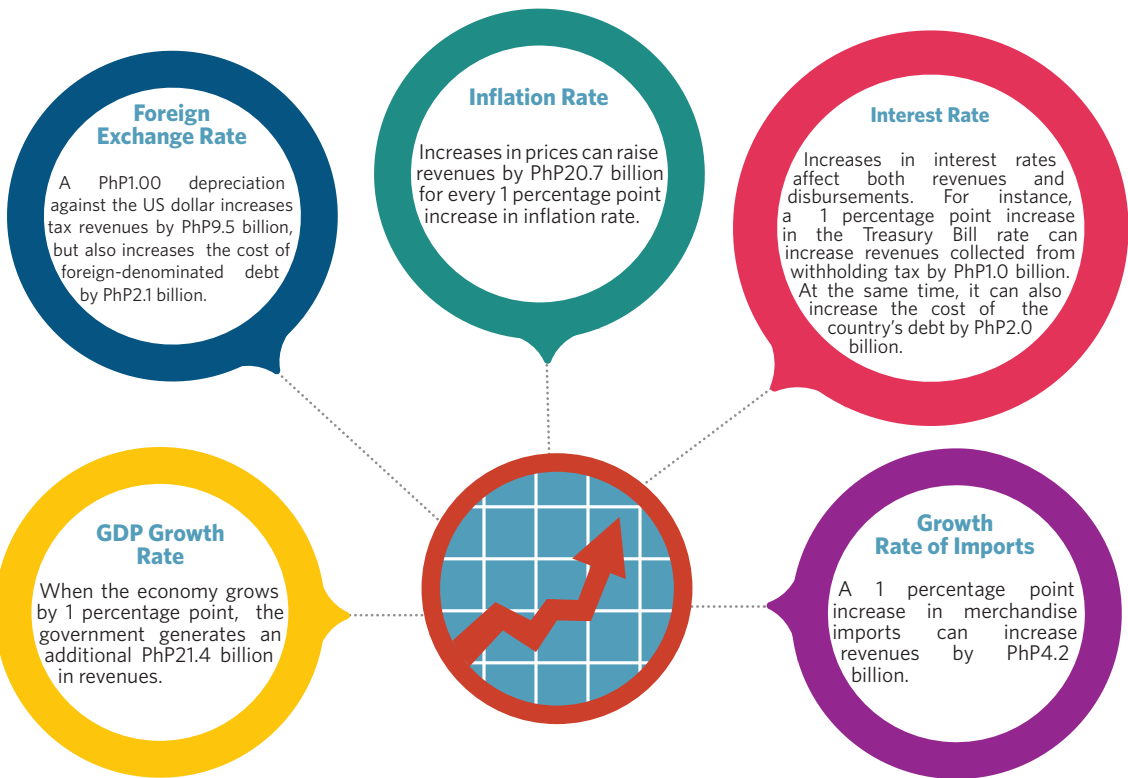 Foreign
Exchange Rate
A PhP1.00 depreciation
against the US dollar increases
tax revenues by PhP9.5 billion,
but also increases the cost of
foreign-denominated debt
by PhP2.1 billion.
Inflation Rate
Increases in prices can raise
revenues by PhP20.7 billion
for every 1 percentage point
increase in inflation rate.
Interest Rate
Increases in interest rates
affect both revenues and
disbursements. For instance,
a 1 percentage point increase
in the Treasury Bill rate can
increase revenues collected from
withholding tax by PhP1.0 billion.
At the same time, it can also
increase the cost of the
country's debt by PhP2.0
billion.
GDP Growth
Rate
When the economy grows
by 1 percentage point, the
government generates an
additional PhP21.4 billion
in revenues.
Growth
Rate of Imports
A 1 percentage point
increase in merchandise
imports can increase
revenues by PhP4.2
billion.